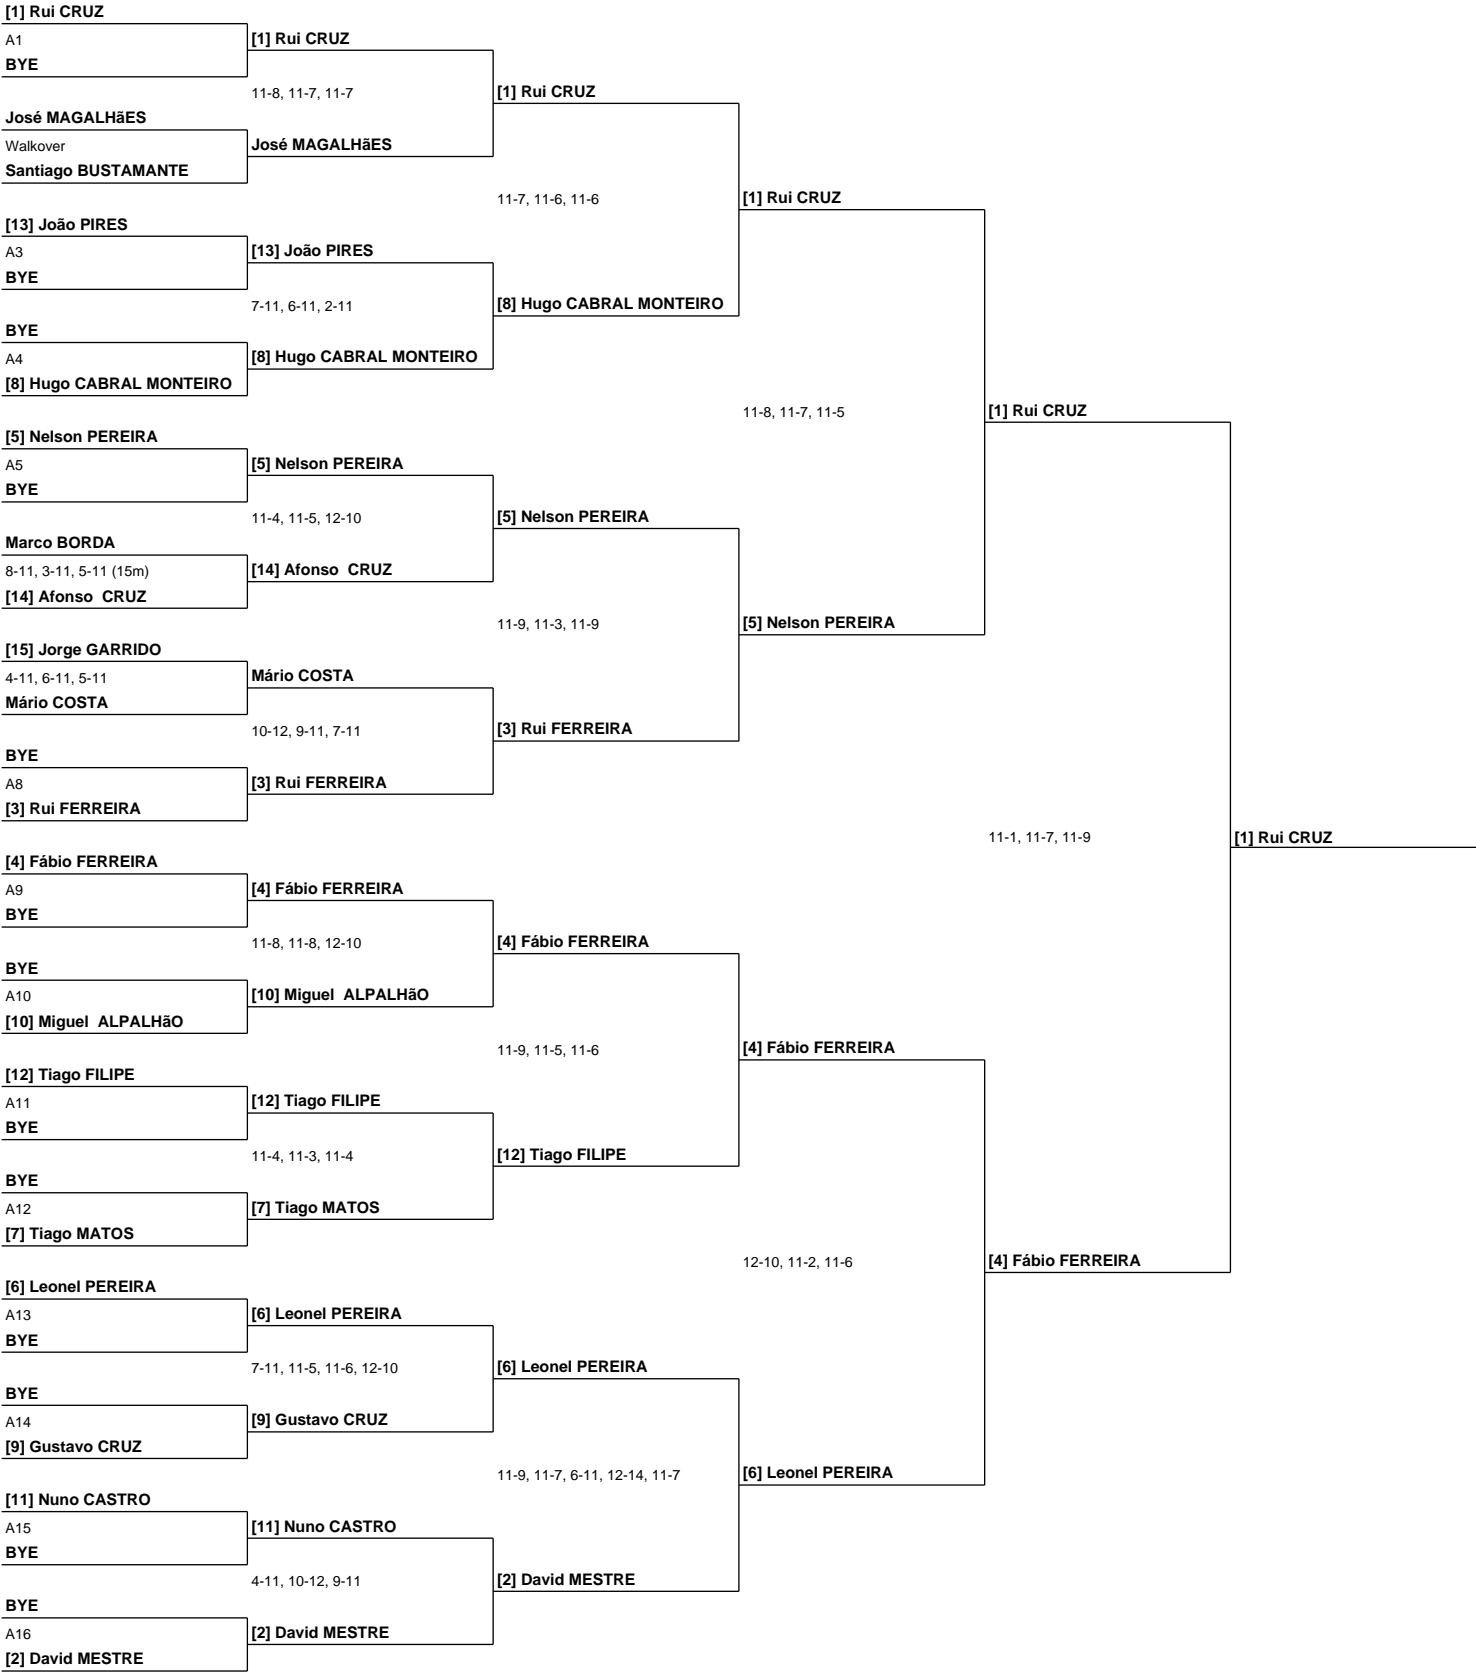 [1] Rui CRUZ
A1
BYE
José MAGALHãES
Walkover
Santiago BUSTAMANTE
[13] João PIRES
A3
BYE
BYE
A4
[8] Hugo CABRAL MONTEIRO
[5] Nelson PEREIRA
A5
BYE
Marco BORDA
8-11, 3-11, 5-11 (15m)
[14] Afonso  CRUZ
[15] Jorge GARRIDO
4-11, 6-11, 5-11
Mário COSTA
BYE
A8
[3] Rui FERREIRA
[4] Fábio FERREIRA
A9
BYE
BYE
A10
[10] Miguel  ALPALHãO
[12] Tiago FILIPE
A11
BYE
BYE
A12
[7] Tiago MATOS
[6] Leonel PEREIRA
A13
BYE
BYE
A14
[9] Gustavo CRUZ
[11] Nuno CASTRO
A15
BYE
BYE
A16
[2] David MESTRE
[1] Rui CRUZ
11-8, 11-7, 11-7
José MAGALHãES
[13] João PIRES
7-11, 6-11, 2-11
[8] Hugo CABRAL MONTEIRO
[5] Nelson PEREIRA
11-4, 11-5, 12-10
[14] Afonso  CRUZ
Mário COSTA
10-12, 9-11, 7-11
[3] Rui FERREIRA
[4] Fábio FERREIRA
11-8, 11-8, 12-10
[10] Miguel  ALPALHãO
[12] Tiago FILIPE
11-4, 11-3, 11-4
[7] Tiago MATOS
[6] Leonel PEREIRA
7-11, 11-5, 11-6, 12-10
[9] Gustavo CRUZ
[11] Nuno CASTRO
4-11, 10-12, 9-11
[2] David MESTRE
[1] Rui CRUZ
11-7, 11-6, 11-6
[8] Hugo CABRAL MONTEIRO
[5] Nelson PEREIRA
11-9, 11-3, 11-9
[3] Rui FERREIRA
[4] Fábio FERREIRA
11-9, 11-5, 11-6
[12] Tiago FILIPE
[6] Leonel PEREIRA
11-9, 11-7, 6-11, 12-14, 11-7
[2] David MESTRE
[1] Rui CRUZ
11-8, 11-7, 11-5
[5] Nelson PEREIRA
[4] Fábio FERREIRA
12-10, 11-2, 11-6
[6] Leonel PEREIRA
[1] Rui CRUZ
11-1, 11-7, 11-9
[4] Fábio FERREIRA
[1] Rui CRUZ